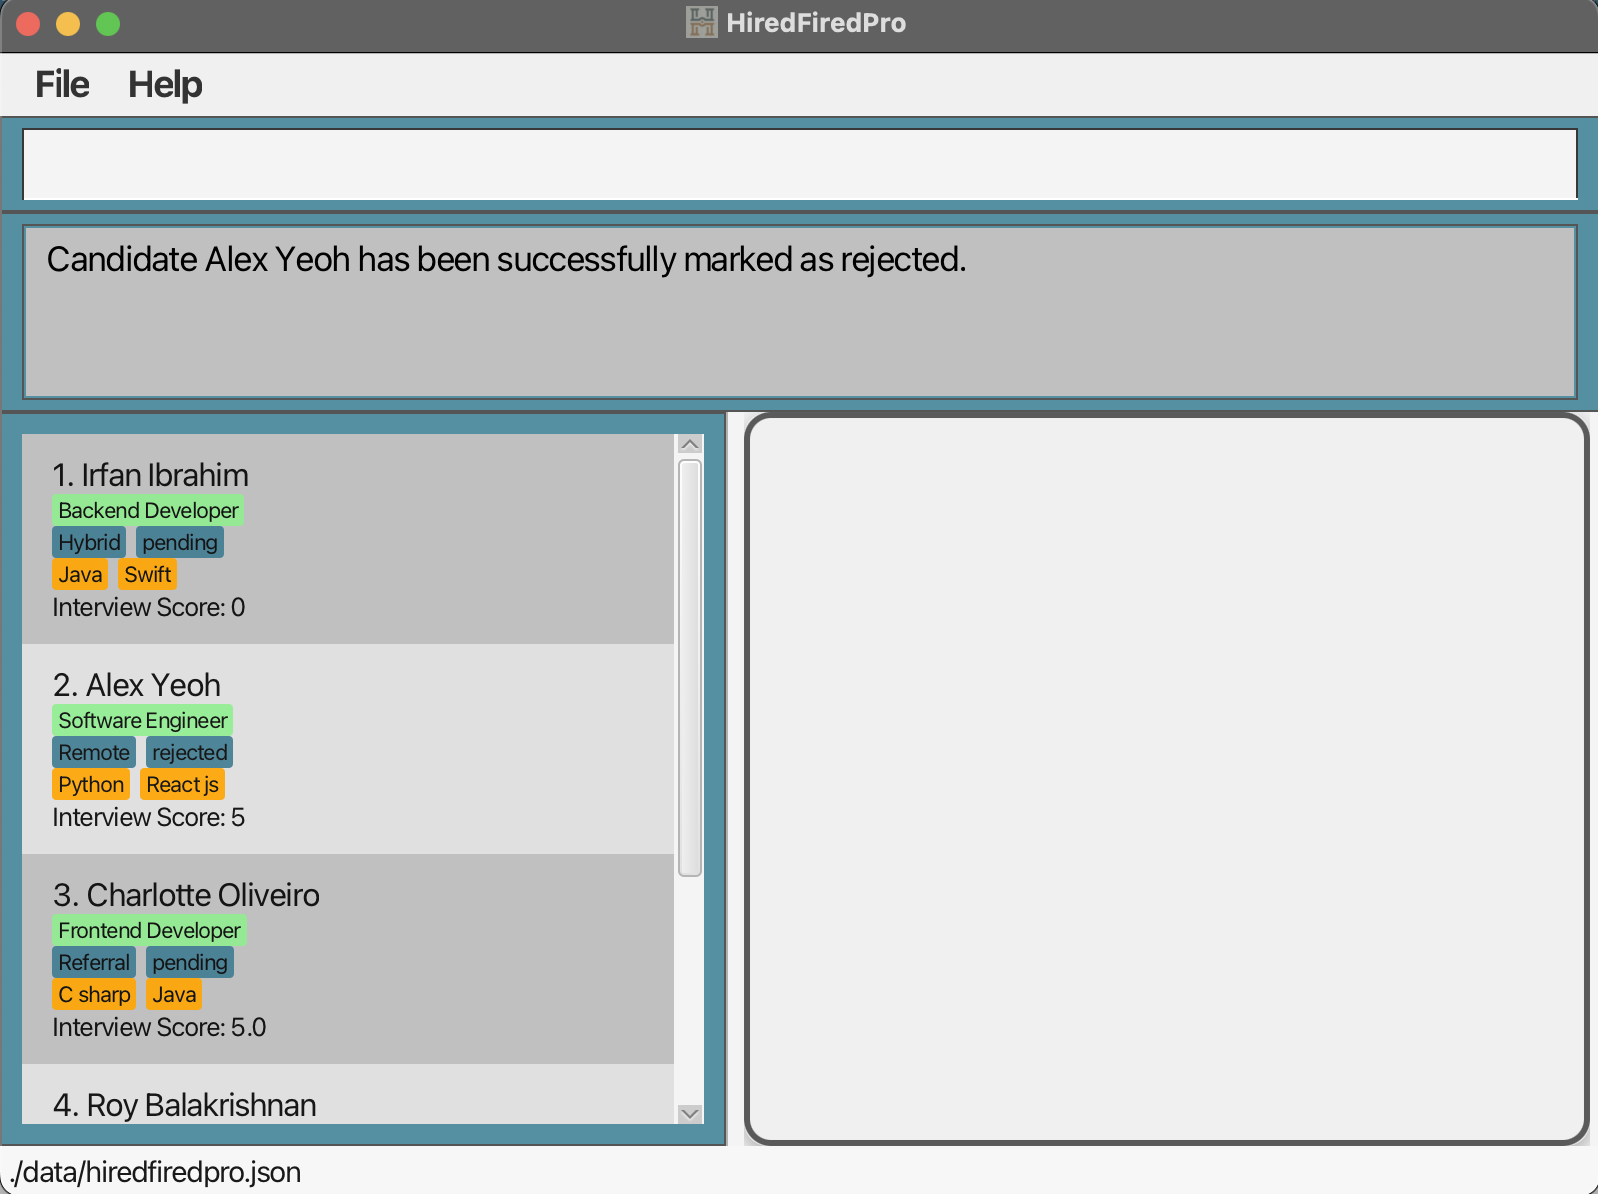 HiredFiredPro
File Help
Candidate Alex Yeoh has been successfully marked as rejected.
1. Irfan Ibrahim
Backend Developer
Hybrid pending
Java Swift
Interview Score: 0
2. Alex Yeoh
Software Engineer
Remote rejected
Python React js
Interview Score: 5
3. Charlotte Oliveiro
Frontend Developer
Referral pending
C sharp Java
Interview Score: 5.0
4. Roy Balakrishnan
./data/hiredfiredpro.json